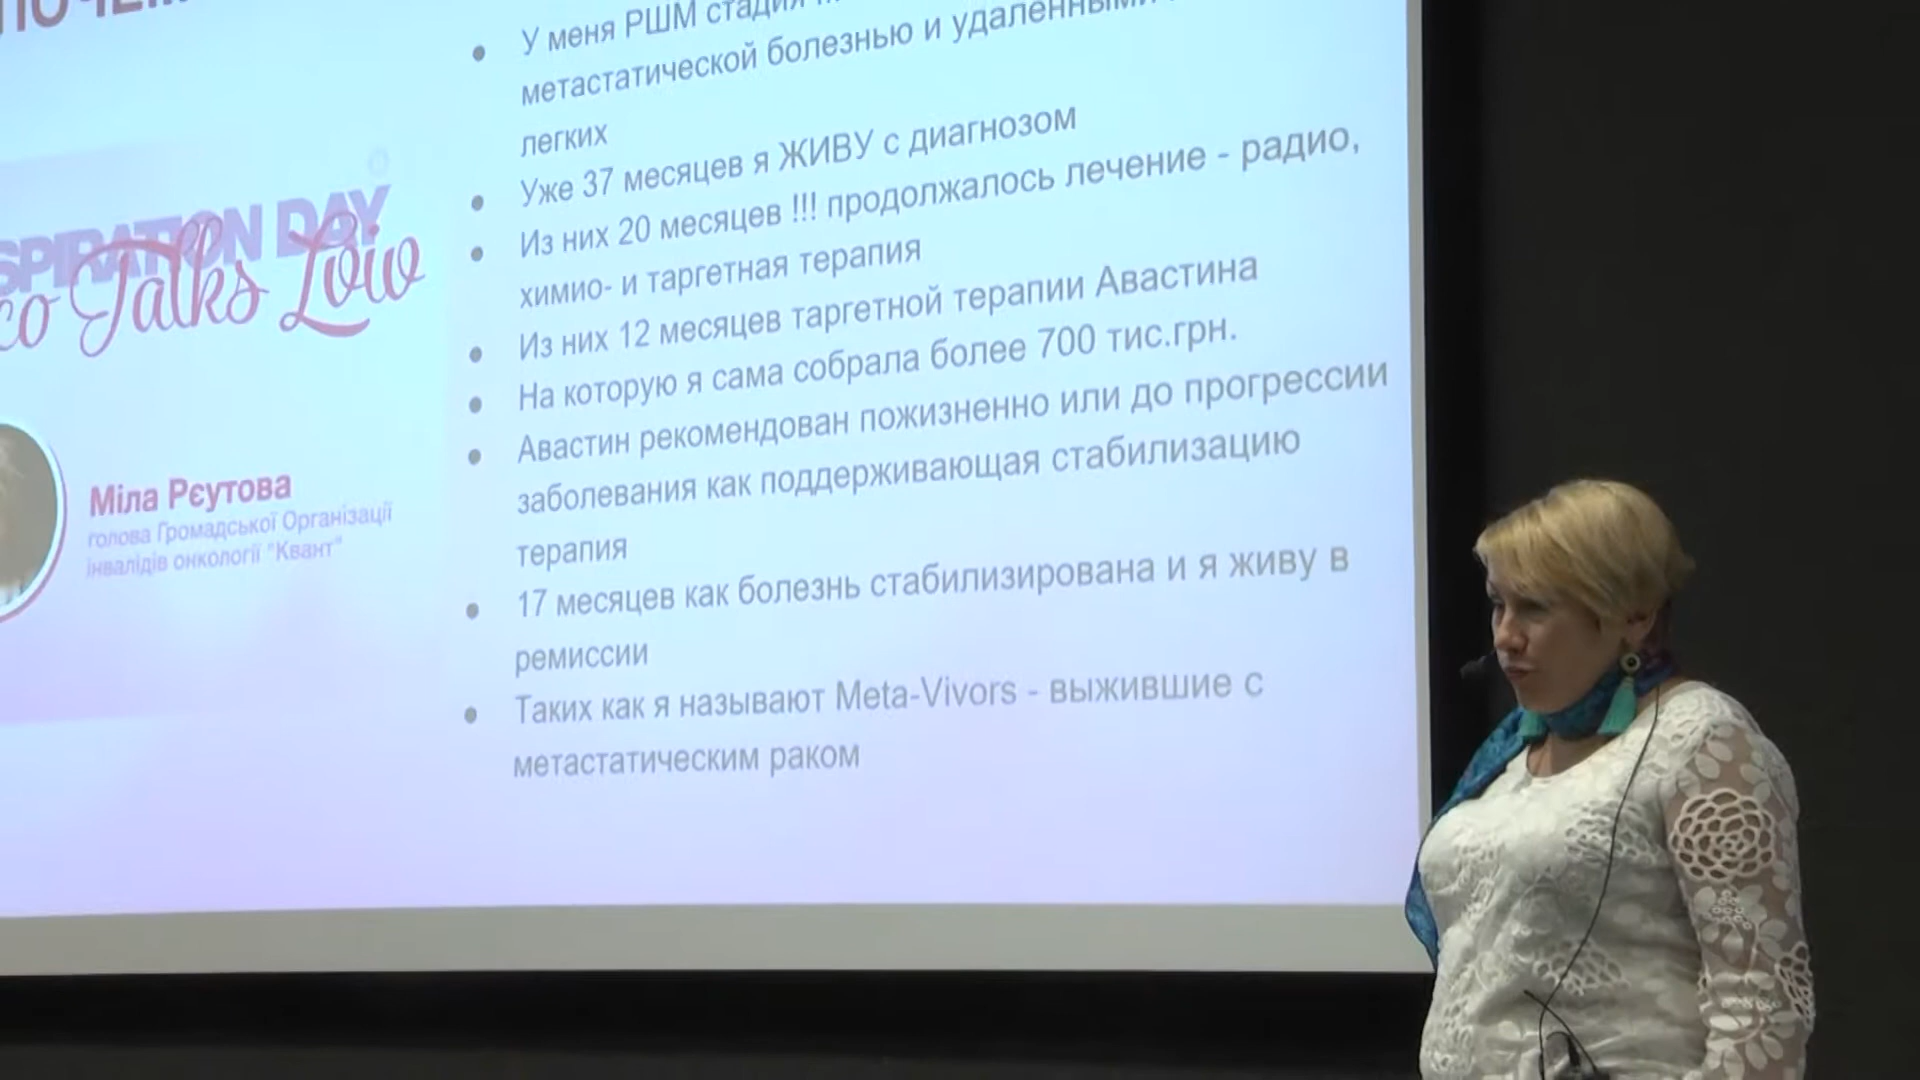 У меня РШМ стадия
метастатической болезнью и удаленными
легких
Уже 37 месяцев я ЖИВУ с диагнозом
Из них 20 месяцев !!! продолжалось лечение - радио,
химио- и таргетная терапия
Из них 12 месяцев таргетной терапии Авастина
На которую я сама собрала более 700 тис.грн.
Авастин рекомендован пожизненно или до прогрессии
заболевания как поддерживающая стабилизацию
терапия
17 месяцев как болезнь стабилизирована и я живу в
ремиссии
Таких как я называют Meta-Vivors - выжившие с
метастатическим раком
SPIRATION DAY
co Talks Lviv
Міла Рєутова
голова Громадської Організації
інвалідів онкології "Квант"